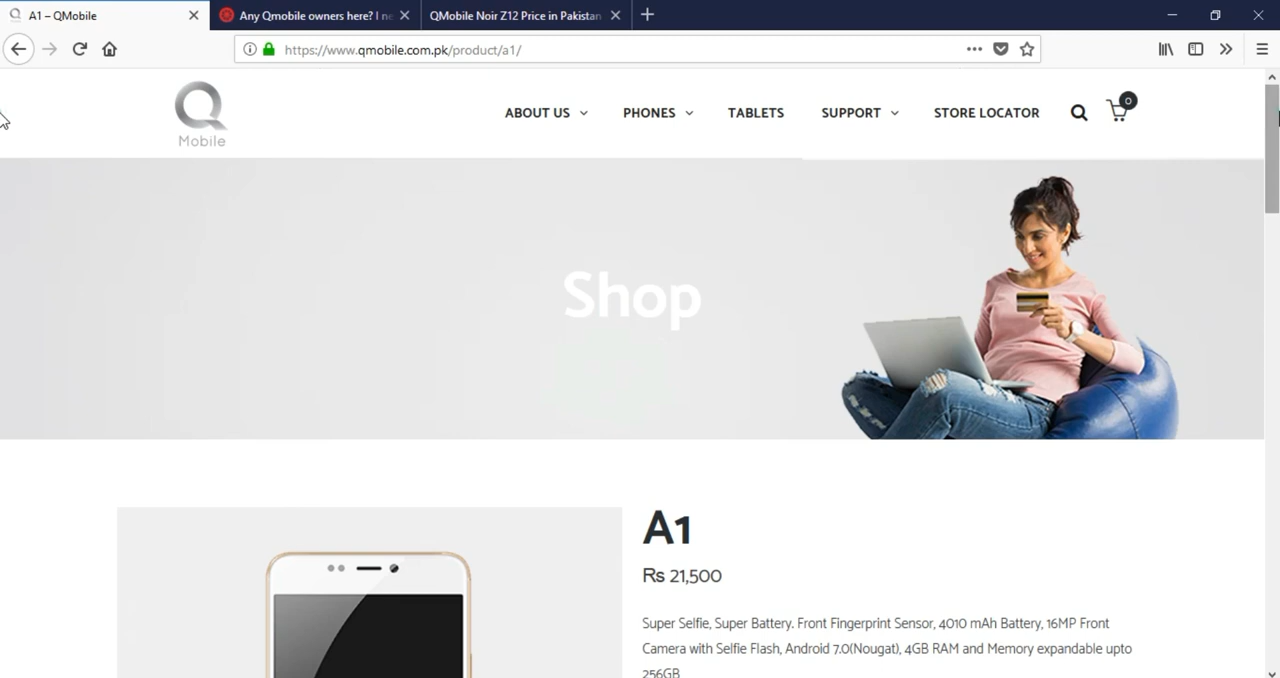 A1 – QMobile
Any Qmobile owners here? I ne
QMobile Noir Z12 Price in Pakistan
https://www.qmobile.com.pk/product/a1/
Q
Mobile
ABOUT US
PHONES
TABLETS
SUPPORT
STORE LOCATOR
0
Shop
A1
Rs 21,500
Super Selfie, Super Battery. Front Fingerprint Sensor, 4010 mAh Battery, 16MP Front
Camera with Selfie Flash, Android 7.0(Nougat), 4GB RAM and Memory expandable upto
256GB